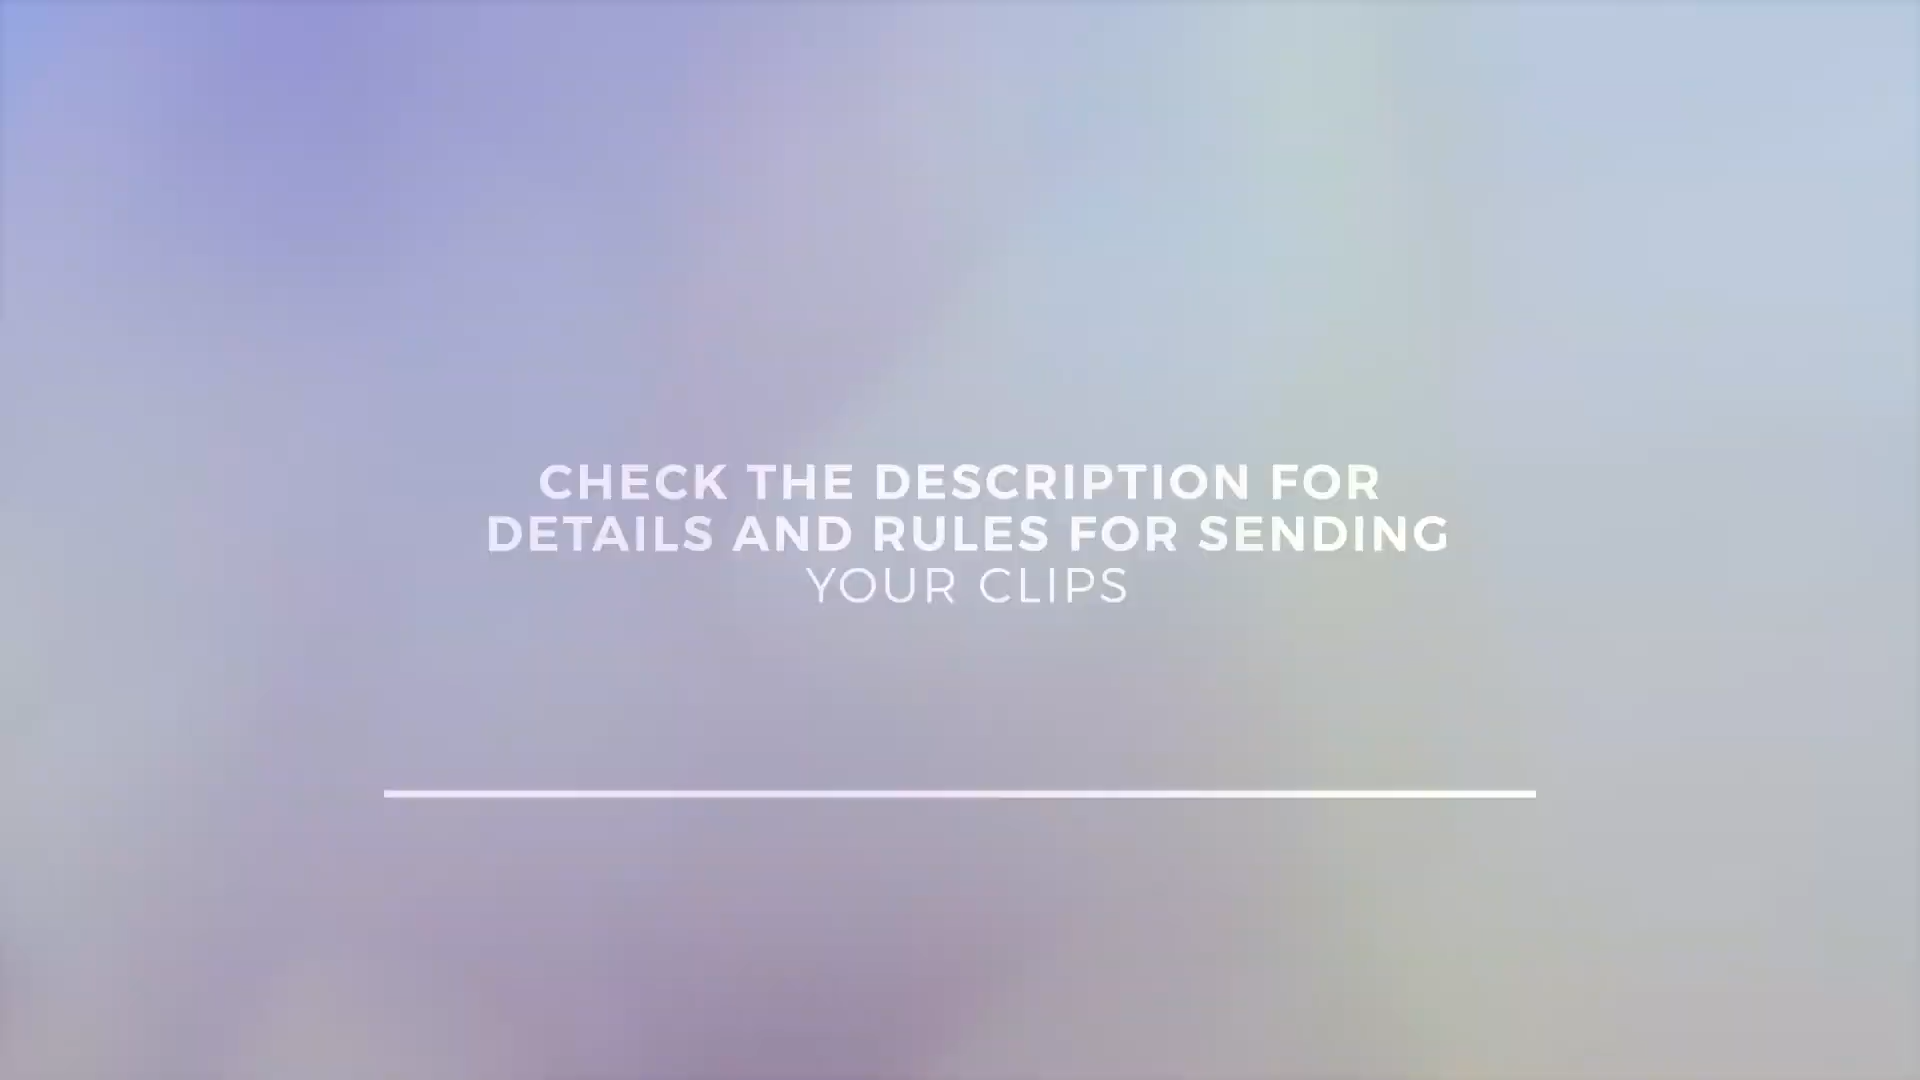 CHECK THE DESCRIPTION FOR
DETAILS AND RULES FOR SENDING
YOUR CLIPS